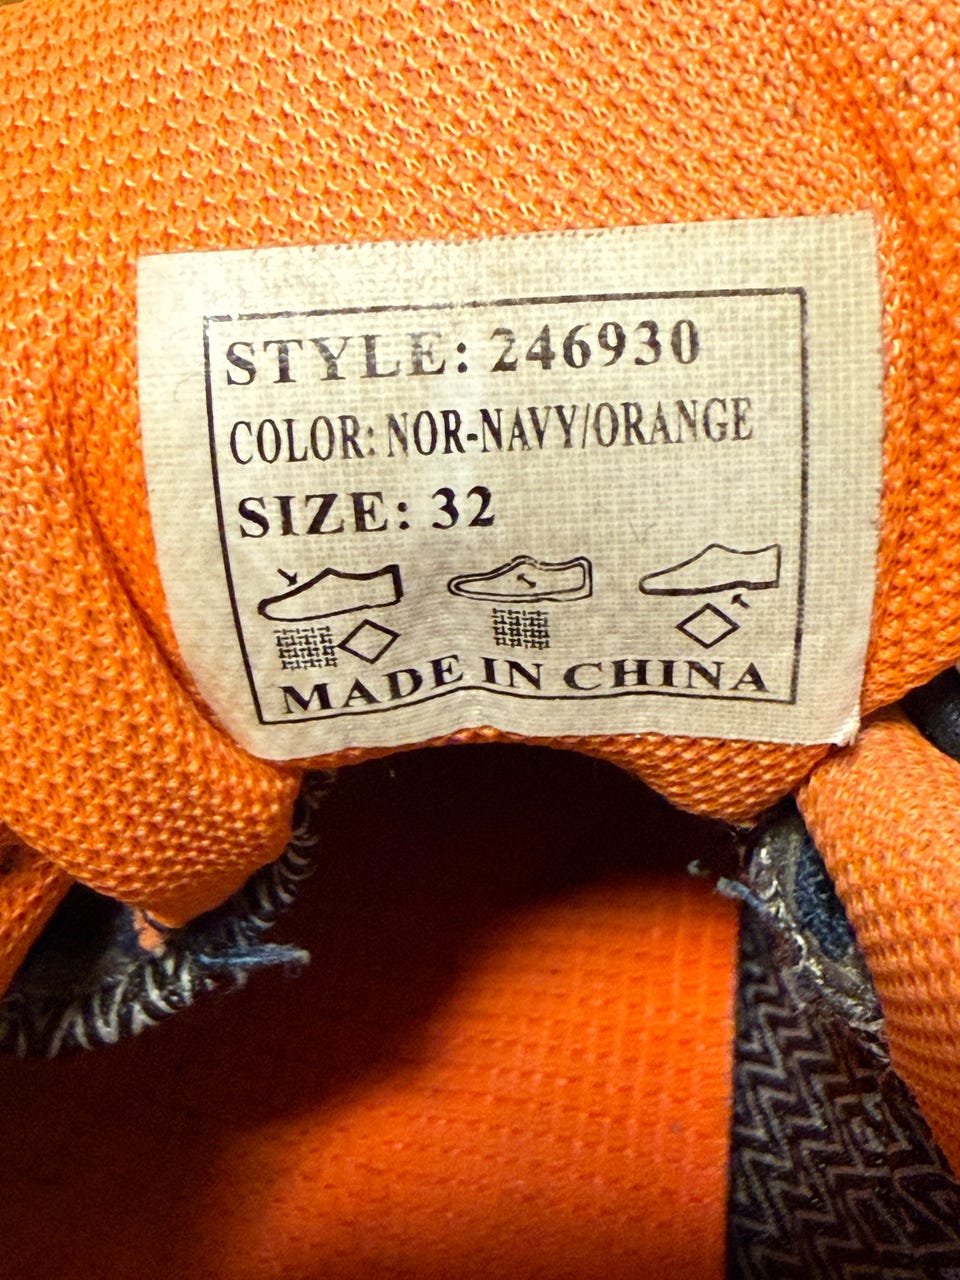 STYLE: 246930
COLOR: NOR-NAVY/ORANGE
SIZE: 32
MADE IN CHINA